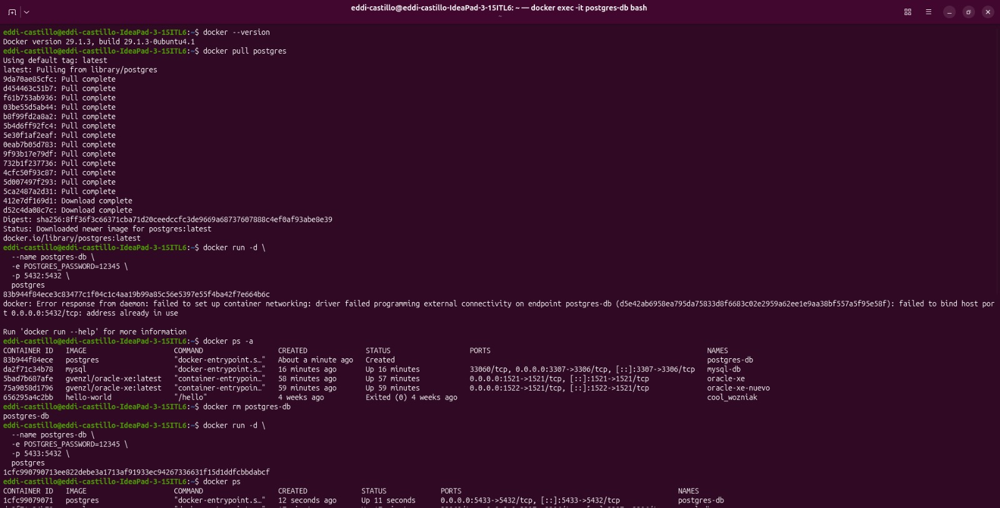 eddi-castillo@eddi-castillo-IdeaPad-3-15ITL6: ~ — docker exec -it postgres-db bash
~
eddi-castillo@eddi-castillo-IdeaPad-3-15ITL6:~$ docker --version
Docker version 29.1.3, build 29.1.3-0ubuntu4.1
eddi-castillo@eddi-castillo-IdeaPad-3-15ITL6:~$ docker pull postgres
Using default tag: latest
latest: Pulling from library/postgres
9da70ae85cfc: Pull complete
d454463c51b7: Pull complete
f61b753ab936: Pull complete
03be55d5ab44: Pull complete
b8f99fd2a8a2: Pull complete
5b4d6ff92fc4: Pull complete
5e30f1af2eaf: Pull complete
0eab7b05d783: Pull complete
9f93b17e79df: Pull complete
732b1f237736: Pull complete
4cfc50f93c87: Pull complete
5d007497f293: Pull complete
5ca2487a2d31: Pull complete
412e7df169d1: Download complete
d52c4da08c7c: Download complete
Digest: sha256:8ff36f3c66371cba71d20ceedccfc3de9669a68737607888c4ef0af93abe8e39
Status: Downloaded newer image for postgres:latest
docker.io/library/postgres:latest
eddi-castillo@eddi-castillo-IdeaPad-3-15ITL6:~$ docker run -d \
  --name postgres-db \
  -e POSTGRES_PASSWORD=12345 \
  -p 5432:5432 \
  postgres
83b944f84ece3c83477c1f04c1c4aa19b99a85c56e5397e55f4ba42f7e664b6c
docker: Error response from daemon: failed to set up container networking: driver failed programming external connectivity on endpoint postgres-db (d5e42ab6958ea795da75833d8f6683c02e2959a62ee1e9aa38bf557a5f95e58f): failed to bind host por
t 0.0.0.0:5432/tcp: address already in use

Run 'docker run --help' for more information
eddi-castillo@eddi-castillo-IdeaPad-3-15ITL6:~$ docker ps -a
CONTAINER ID   IMAGE                     COMMAND                  CREATED              STATUS                   PORTS                                                    NAMES
83b944f84ece   postgres                  "docker-entrypoint.s…"   About a minute ago   Created                                                                           postgres-db
da2f71c34b78   mysql                     "docker-entrypoint.s…"   16 minutes ago       Up 16 minutes            33060/tcp, 0.0.0.0:3307->3306/tcp, [::]:3307->3306/tcp   mysql-db
5bad7b687afe   gvenzl/oracle-xe:latest   "container-entrypoin…"   58 minutes ago       Up 57 minutes            0.0.0.0:1521->1521/tcp, [::]:1521->1521/tcp              oracle-xe
75a9058d1796   gvenzl/oracle-xe:latest   "container-entrypoin…"   59 minutes ago       Up 59 minutes            0.0.0.0:1522->1521/tcp, [::]:1522->1521/tcp              oracle-xe-nuevo
656295a4c2bb   hello-world               "/hello"                 4 weeks ago          Exited (0) 4 weeks ago                                                            cool_wozniak
eddi-castillo@eddi-castillo-IdeaPad-3-15ITL6:~$ docker rm postgres-db
postgres-db
eddi-castillo@eddi-castillo-IdeaPad-3-15ITL6:~$ docker run -d \
  --name postgres-db \
  -e POSTGRES_PASSWORD=12345 \
  -p 5433:5432 \
  postgres
1cfc990790713ee822debe3a1713af91933ec94267336631f15d1ddfcbbdabcf
eddi-castillo@eddi-castillo-IdeaPad-3-15ITL6:~$ docker ps
CONTAINER ID   IMAGE                     COMMAND                  CREATED             STATUS             PORTS                                                    NAMES
1cfc99079071   postgres                  "docker-entrypoint.s…"   12 seconds ago      Up 11 seconds      0.0.0.0:5433->5432/tcp, [::]:5433->5432/tcp              postgres-db